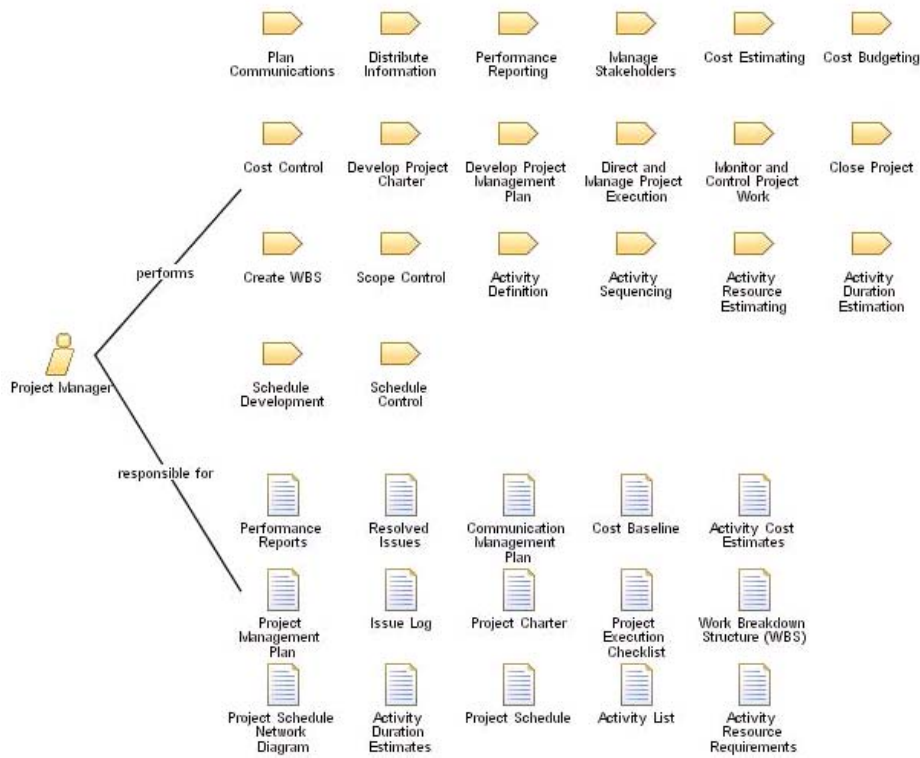 Plan
Communications
Distribute
Information
Performance
Reporting
Manage
Stakeholders
Cost Estimating
Cost Budgeting
Cost Control
Develop Project
Charter
Develop Project
Management
Plan
Direct and
Manage Project
Execution
Monitor and
Control Project
Work
Close Project
performs
Create WBS
Scope Control
Activity
Definition
Activity
Sequencing
Activity
Resource
Estimating
Activity
Duration
Estimation
Project Manager
Schedule
Development
Schedule
Control
responsible for
Performance
Reports
Resolved
Issues
Communication
Management
Plan
Cost Baseline
Activity Cost
Estimates
Project
Management
Plan
Issue Log
Project Charter
Project
Execution
Checklist
Work Breakdown
Structure (WBS)
Project Schedule
Network
Diagram
Activity
Duration
Estimates
Project Schedule
Activity List
Activity
Resource
Requirements